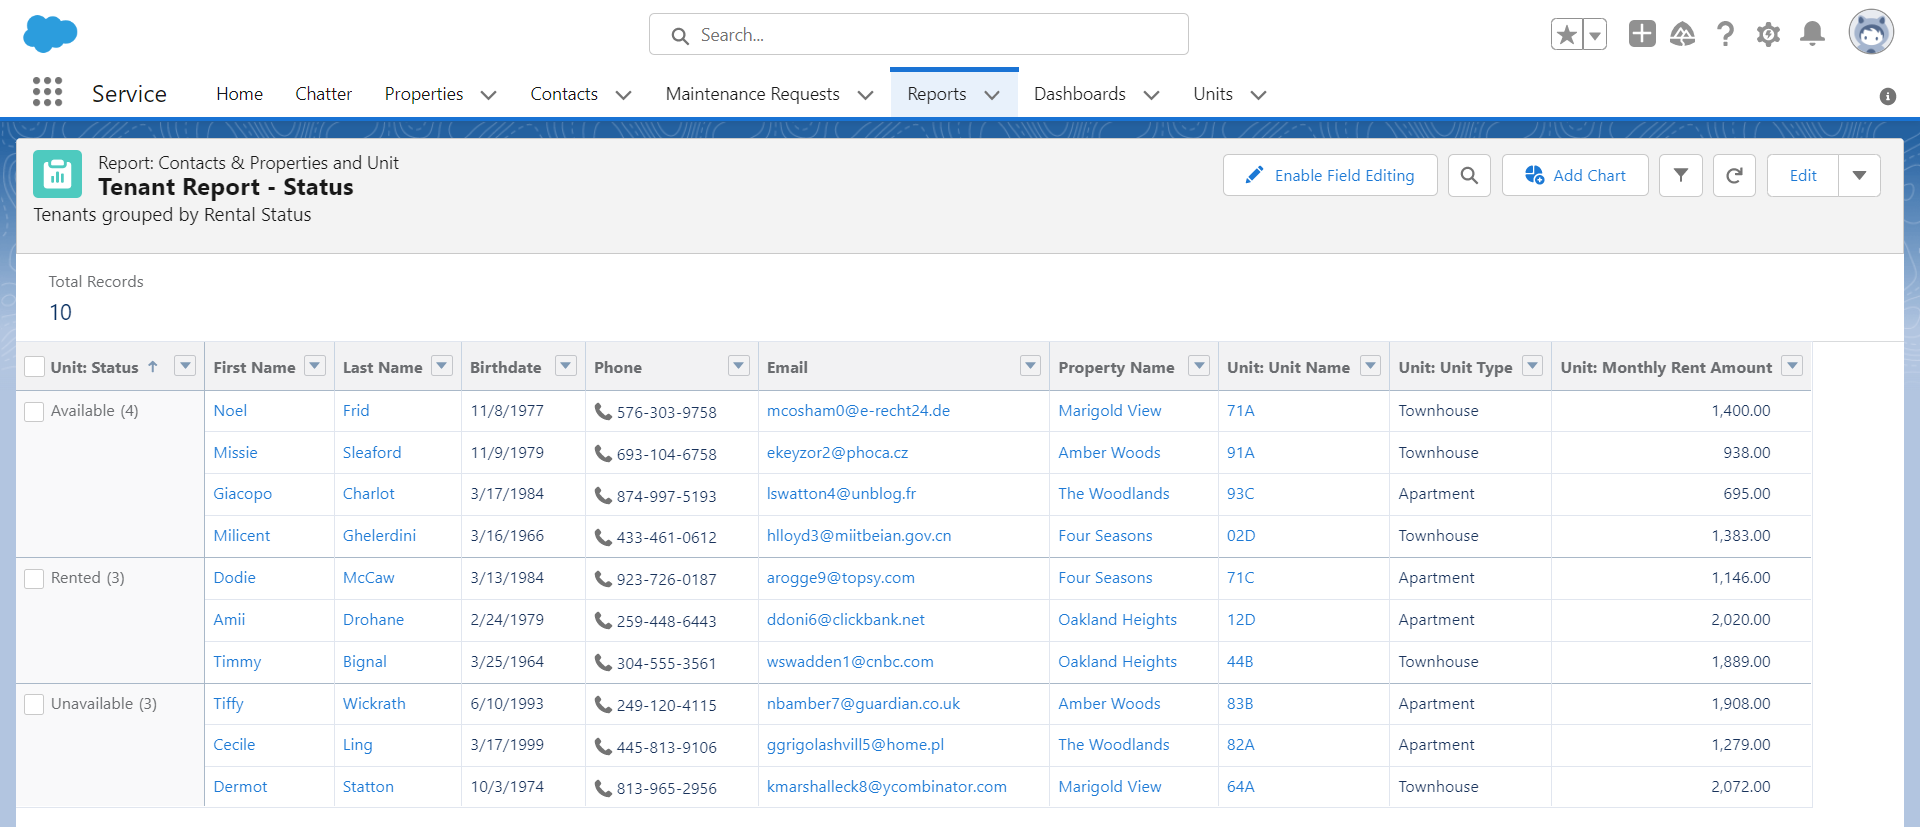 Search...
Service Home Chatter Properties Contacts Maintenance Requests Reports Dashboards Units
Report: Contacts & Properties and Unit
Tenant Report - Status
Tenants grouped by Rental Status
Enable Field Editing Add Chart Edit
Total Records
10
Unit: Status ↑ First Name Last Name Birthdate Phone Email Property Name Unit: Unit Name Unit: Unit Type Unit: Monthly Rent Amount
Available (4) Noel Frid 11/8/1977 576-303-9758 mcosham0@e-recht24.de Marigold View 71A Townhouse 1,400.00
Missie Sleaford 11/9/1979 693-104-6758 ekeyzor2@phoca.cz Amber Woods 91A Townhouse 938.00
Giacopo Charlot 3/17/1984 874-997-5193 lswatton4@unblog.fr The Woodlands 93C Apartment 695.00
Milicent Ghelerdini 3/16/1966 433-461-0612 hlloyd3@miitbeian.gov.cn Four Seasons 02D Townhouse 1,383.00
Rented (3) Dodie McCaw 3/13/1984 923-726-0187 arogge9@topsy.com Four Seasons 71C Apartment 1,146.00
Amii Drohane 2/24/1979 259-448-6443 ddoni6@clickbank.net Oakland Heights 12D Apartment 2,020.00
Timmy Bignal 3/25/1964 304-555-3561 wswadden1@cnbc.com Oakland Heights 44B Townhouse 1,889.00
Unavailable (3) Tiffy Wickrath 6/10/1993 249-120-4115 nbamber7@guardian.co.uk Amber Woods 83B Apartment 1,908.00
Cecile Ling 3/17/1999 445-813-9106 ggrigolashvill5@home.pl The Woodlands 82A Apartment 1,279.00
Dermot Statton 10/3/1974 813-965-2956 kmarshalleck8@ycombinator.com Marigold View 64A Townhouse 2,072.00